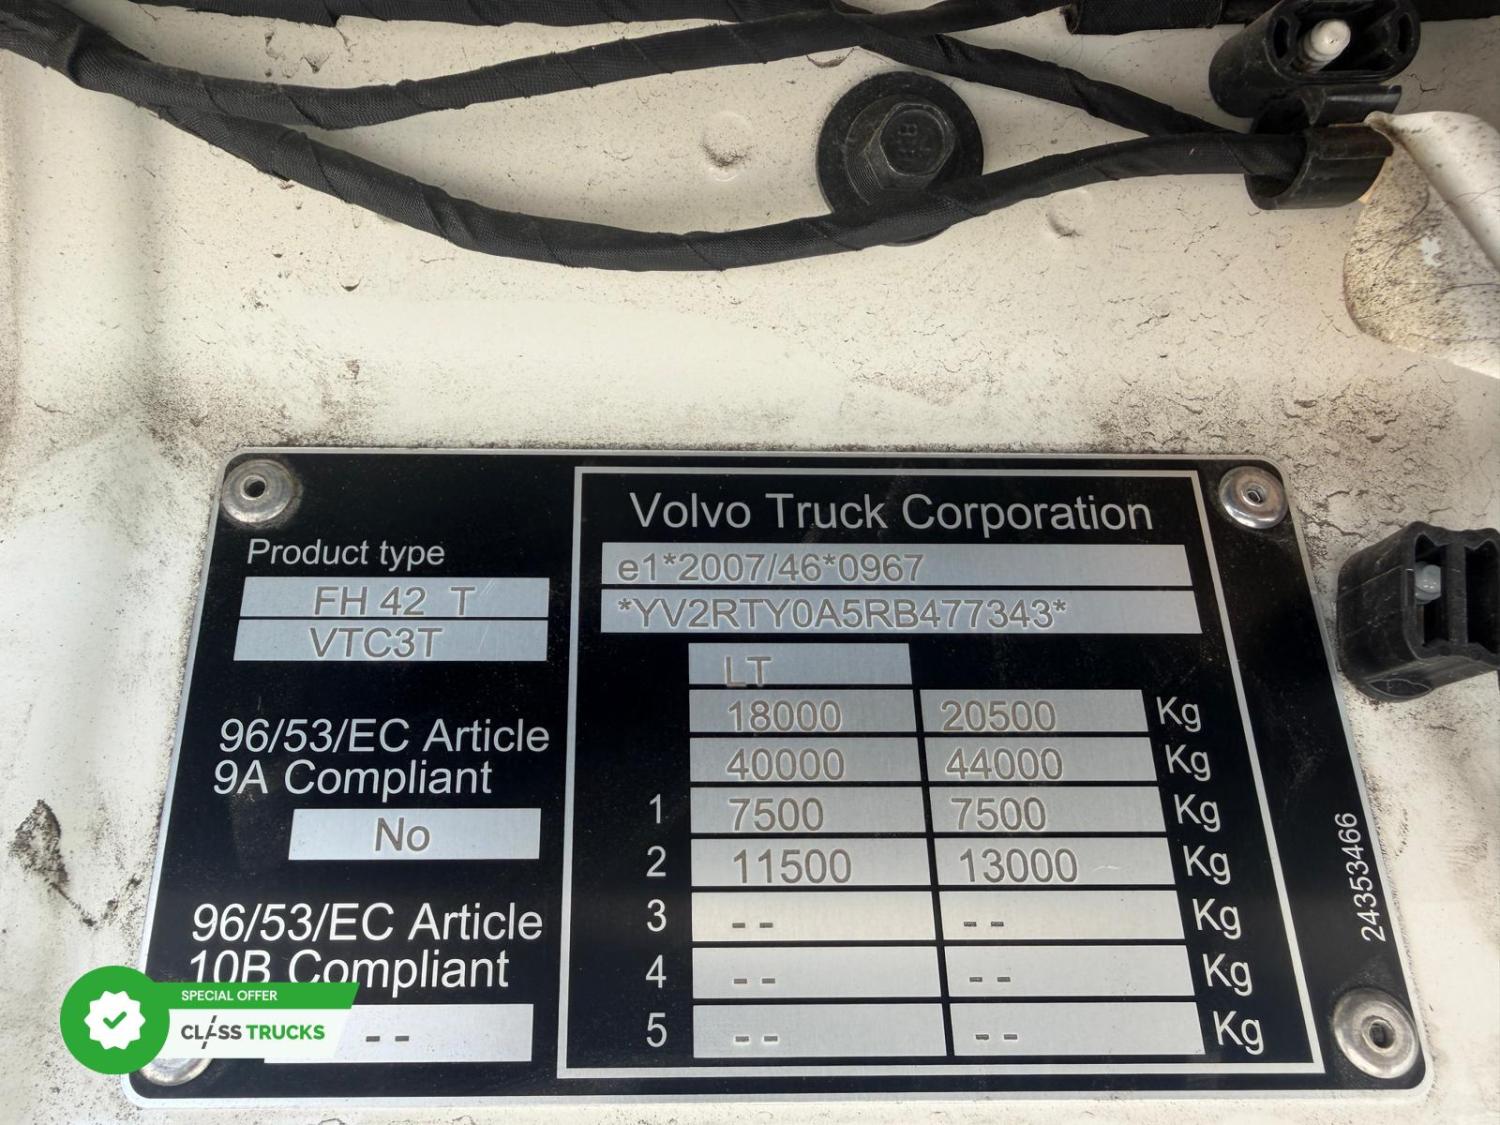 Volvo Truck Corporation
Product type
FH 42 T
VTC3T
96/53/EC Article
9A Compliant
No
96/53/EC Article
10B Compliant
--
e1*2007/46*0967
*YV2RTY0A5RB477343*
LT
18000 20500 Kg
40000 44000 Kg
1 7500 7500 Kg
2 11500 13000 Kg
3 -- -- Kg
4 -- -- Kg
5 -- -- Kg
24353466
SPECIAL OFFER
CLASS TRUCKS